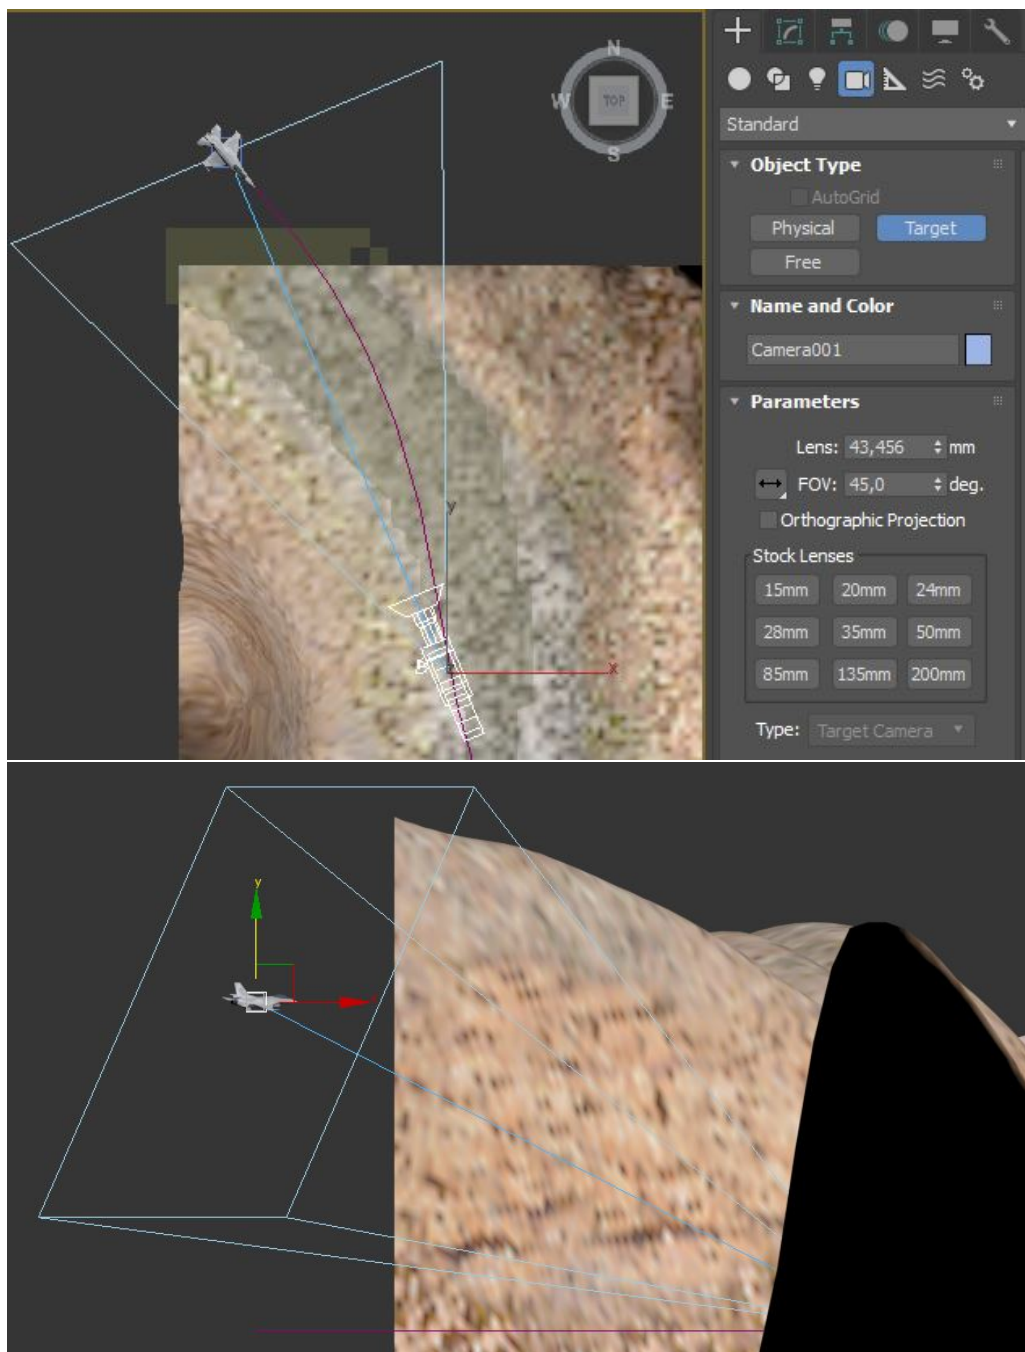 N
W TOP E
S
Standard
Object Type
AutoGrid
Physical Target
Free
Name and Color
Camera001
Parameters
Lens: 43,456 mm
FOV: 45,0 deg.
Orthographic Projection
Stock Lenses
15mm 20mm 24mm
28mm 35mm 50mm
85mm 135mm 200mm
Type: Target Camera
y
x
y